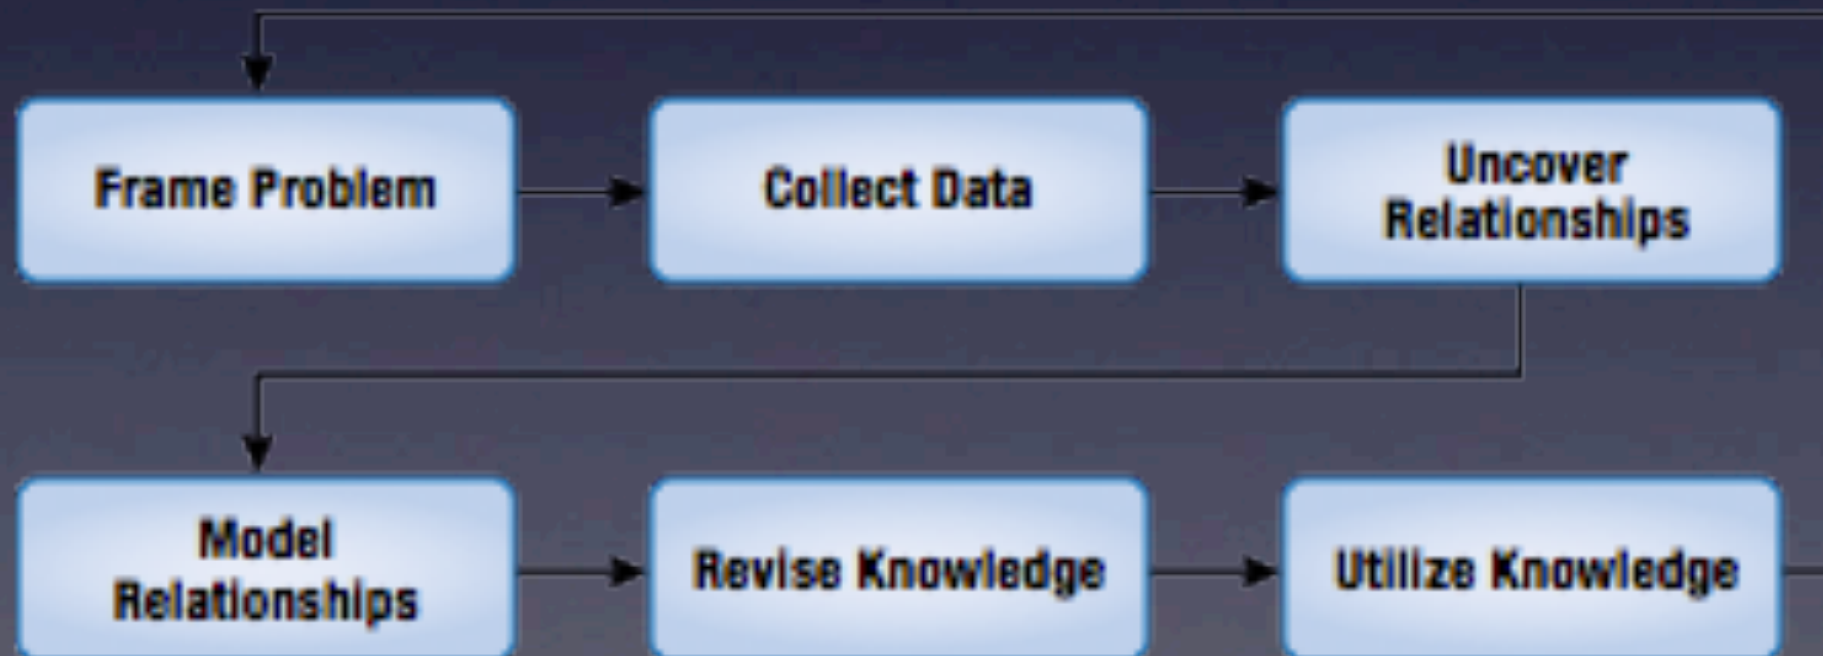 Frame Problem
Collect Data
Uncover
Relationships
Model
Relationships
Revise Knowledge
Utilize Knowledge